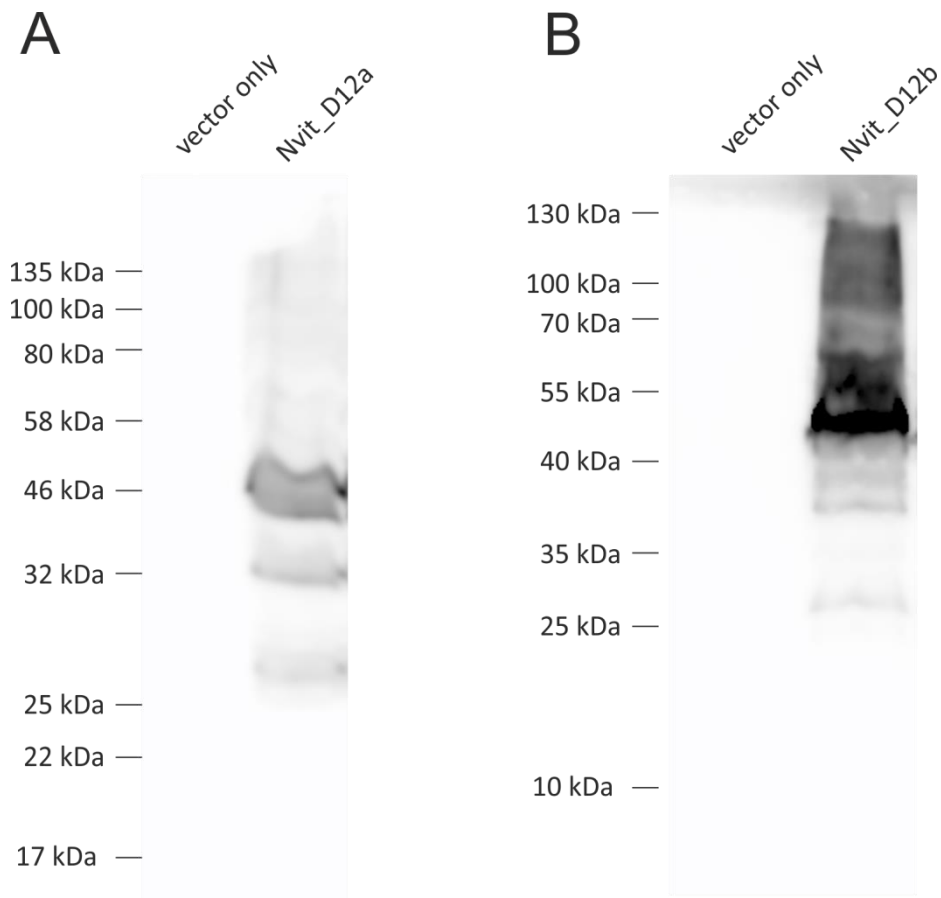 A
vector only
Nvit_D12a
135 kDa
100 kDa
80 kDa
58 kDa
46 kDa
32 kDa
25 kDa
22 kDa
17 kDa
B
vector only
Nvit_D12b
130 kDa
100 kDa
70 kDa
55 kDa
40 kDa
35 kDa
25 kDa
10 kDa